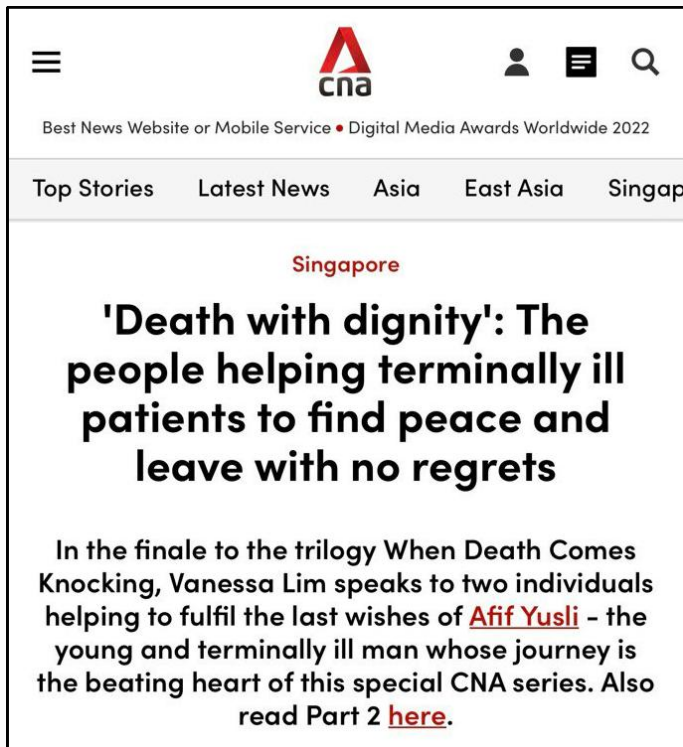 cna
Best News Website or Mobile Service • Digital Media Awards Worldwide 2022
Top Stories Latest News Asia East Asia Singap
Singapore
'Death with dignity': The
people helping terminally ill
patients to find peace and
leave with no regrets
In the finale to the trilogy When Death Comes
Knocking, Vanessa Lim speaks to two individuals
helping to fulfil the last wishes of Afif Yusli - the
young and terminally ill man whose journey is
the beating heart of this special CNA series. Also
read Part 2 here.